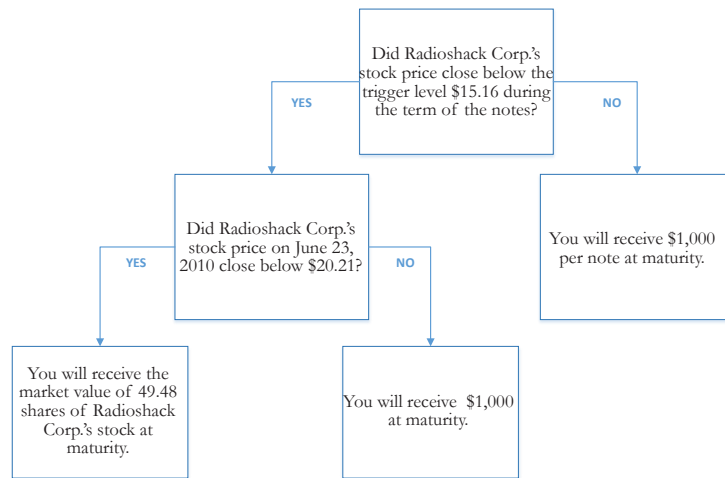 Did Radioshack Corp.'s
stock price close below the
trigger level $15.16 during
the term of the notes?
YES
NO
Did Radioshack Corp.'s
stock price on June 23,
2010 close below $20.21?
You will receive $1,000
per note at maturity.
YES
NO
You will receive the
market value of 49.48
shares of Radioshack
Corp.'s stock at
maturity.
You will receive $1,000
at maturity.